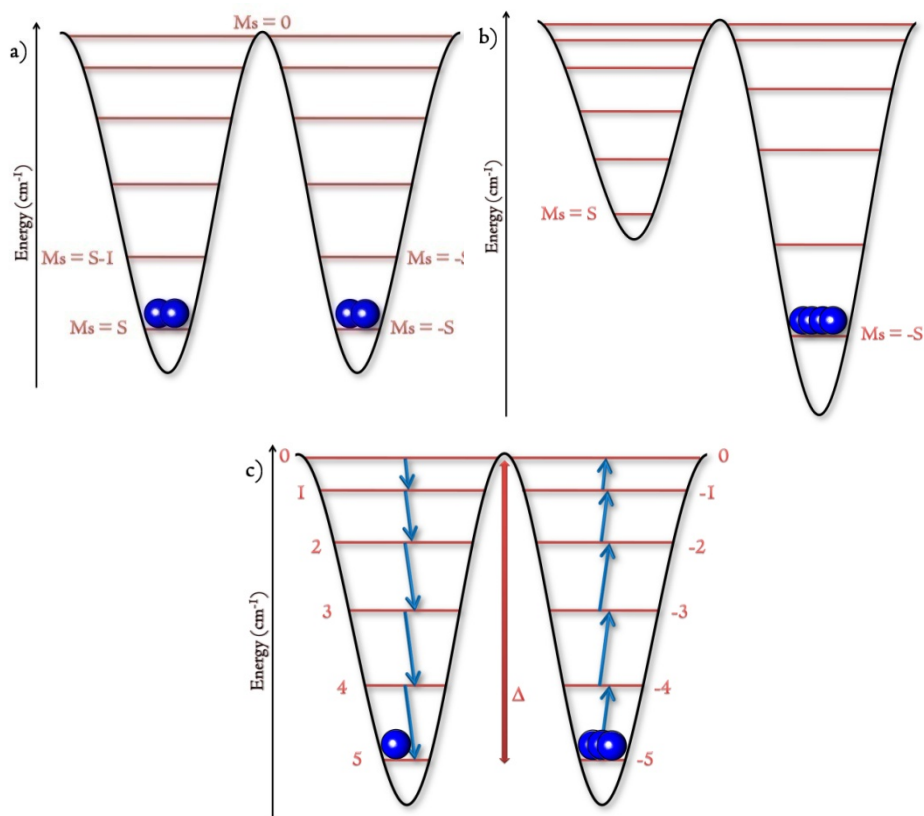 a)
Ms = 0
Energy (cm⁻¹)
Ms = S-1
Ms = -S
Ms = S
Ms = -S
b)
Energy (cm⁻¹)
Ms = S
Ms = -S
c)
Energy (cm⁻¹)
0
0
1
-1
2
-2
3
-3
4
-4
Δ
5
-5